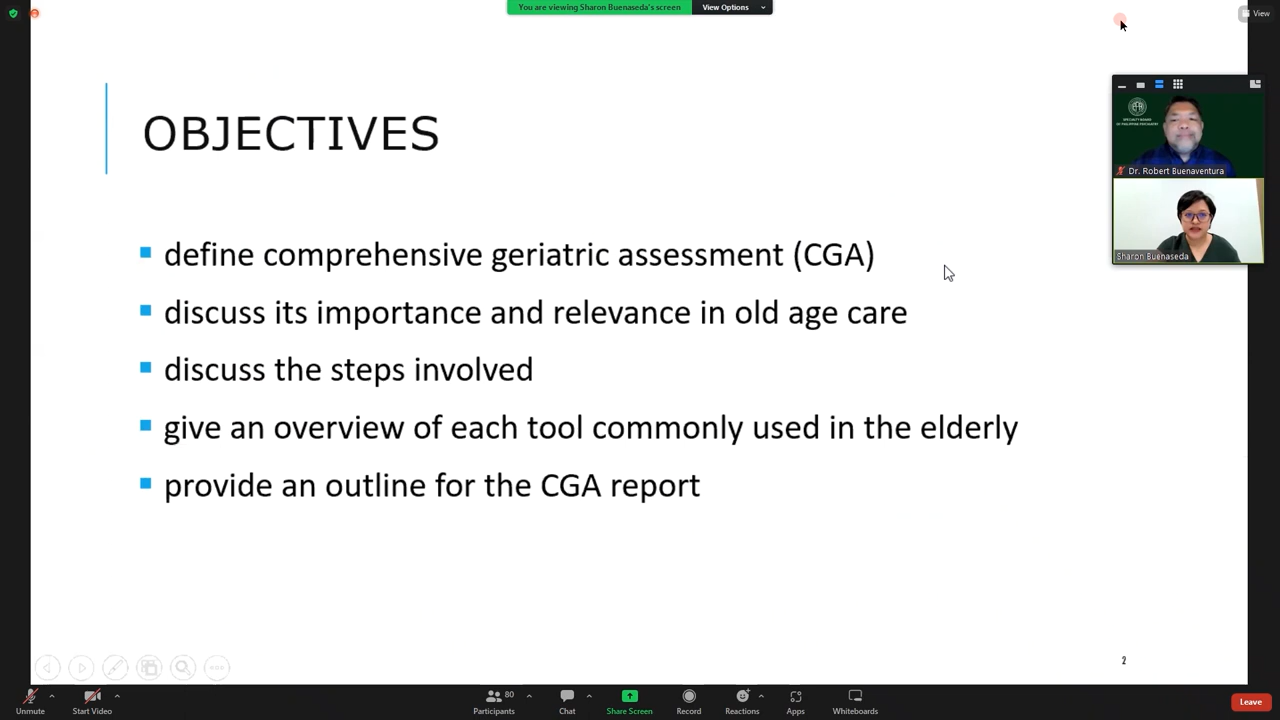 You are viewing Sharon Buenaseda's screen
View Options
View
OBJECTIVES
define comprehensive geriatric assessment (CGA)
discuss its importance and relevance in old age care
discuss the steps involved
give an overview of each tool commonly used in the elderly
provide an outline for the CGA report
2
Dr. Robert Buenaventura
Sharon Buenaseda
Unmute
Start Video
80
Participants
Chat
Share Screen
Record
Reactions
Apps
Whiteboards
Leave